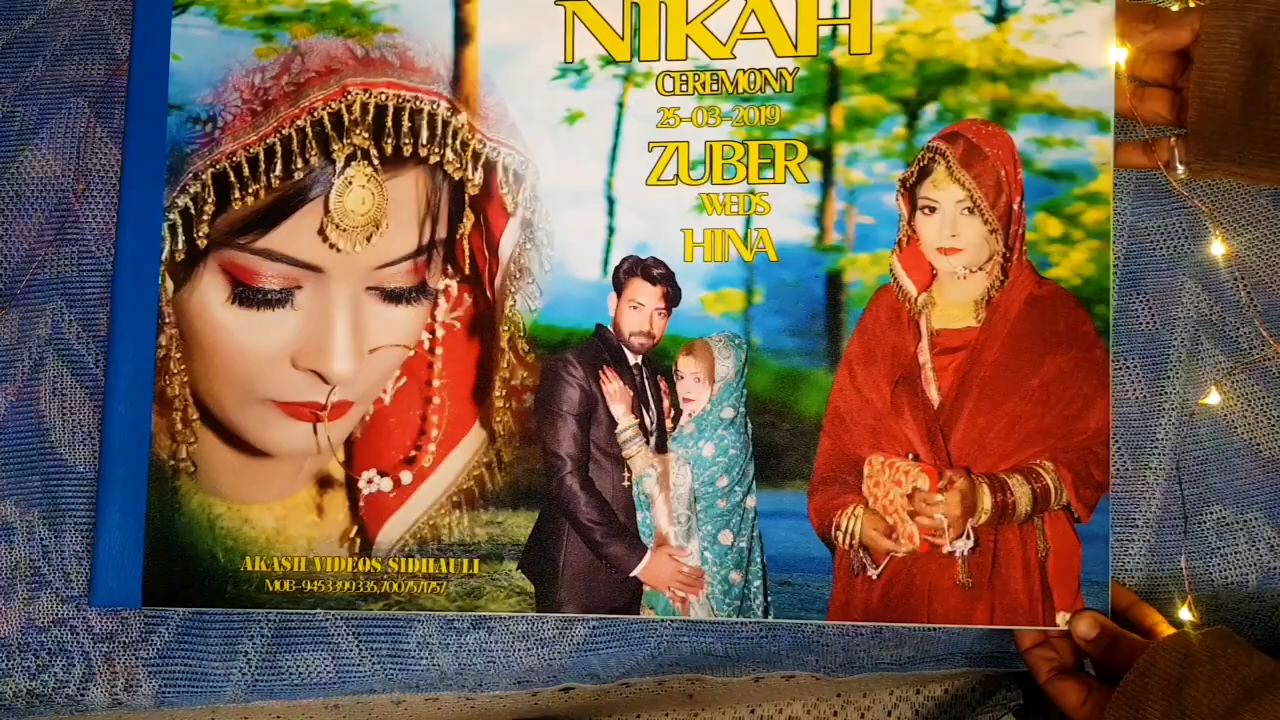 NIKAH
CEREMONY
25-03-2019
ZUBER
WEDS
HINA
AKASH VIDEOS SIDHAULI
MOB-9453399335,7007571757